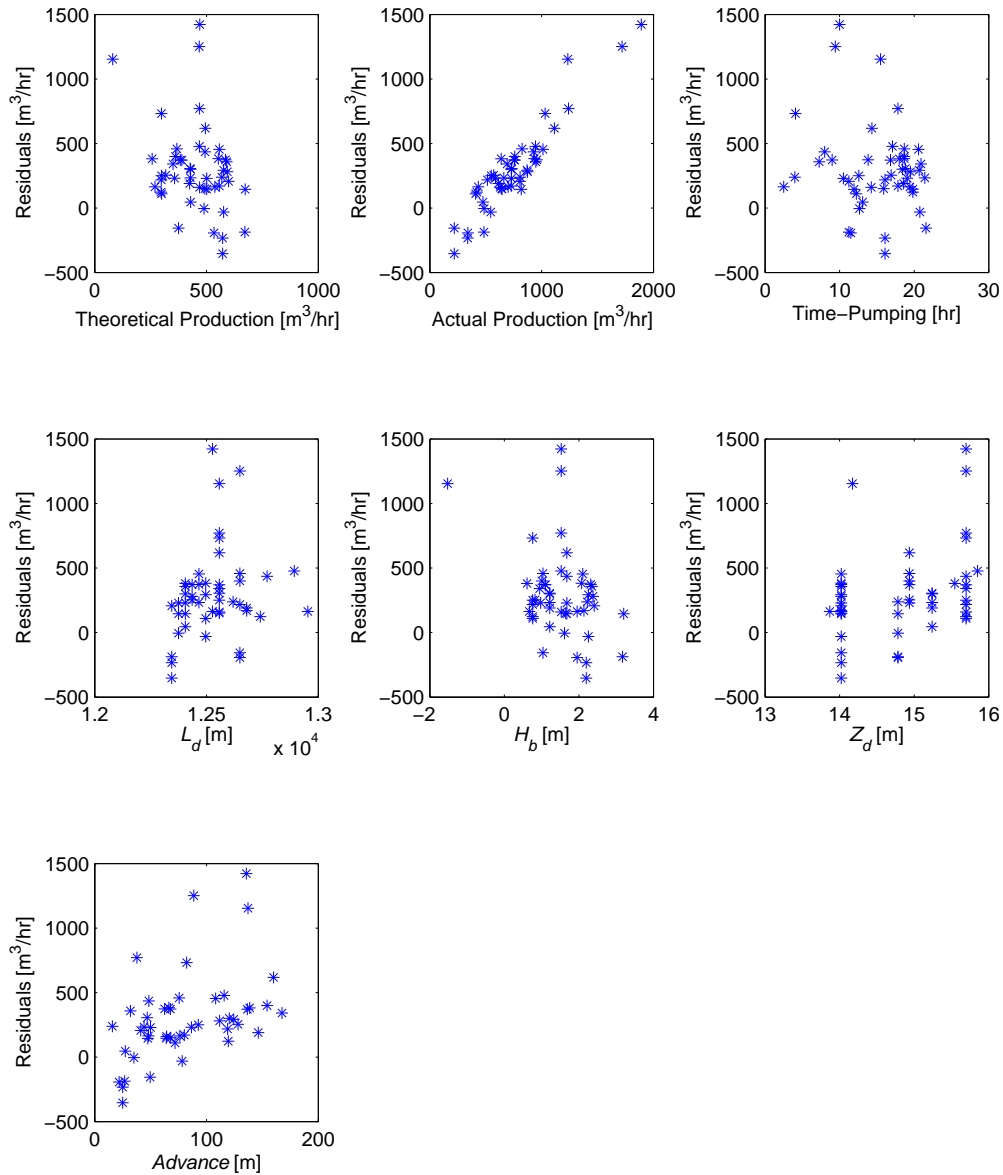 1500
1000
500
0
−500
Residuals [m³/hr]
0 500 1000
Theoretical Production [m³/hr]
1500
1000
500
0
−500
Residuals [m³/hr]
0 1000 2000
Actual Production [m³/hr]
1500
1000
500
0
−500
Residuals [m³/hr]
0 10 20 30
Time−Pumping [hr]
1500
1000
500
0
−500
Residuals [m³/hr]
1.2 1.25 1.3
x 10⁴
L_d [m]
1500
1000
500
0
−500
Residuals [m³/hr]
−2 0 2 4
H_b [m]
1500
1000
500
0
−500
Residuals [m³/hr]
13 14 15 16
Z_d [m]
1500
1000
500
0
−500
Residuals [m³/hr]
0 100 200
Advance [m]